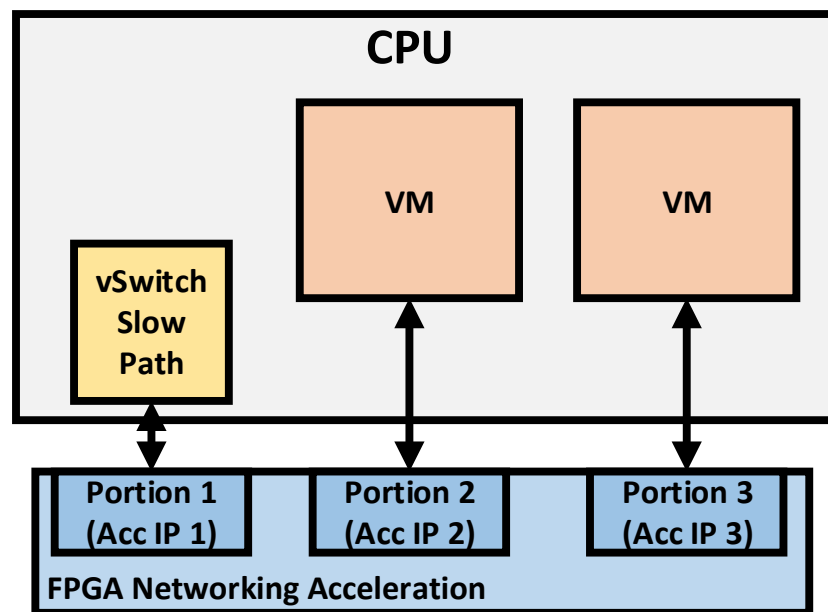 CPU
VM
VM
vSwitch
Slow
Path
Portion 1
(Acc IP 1)
Portion 2
(Acc IP 2)
Portion 3
(Acc IP 3)
FPGA Networking Acceleration